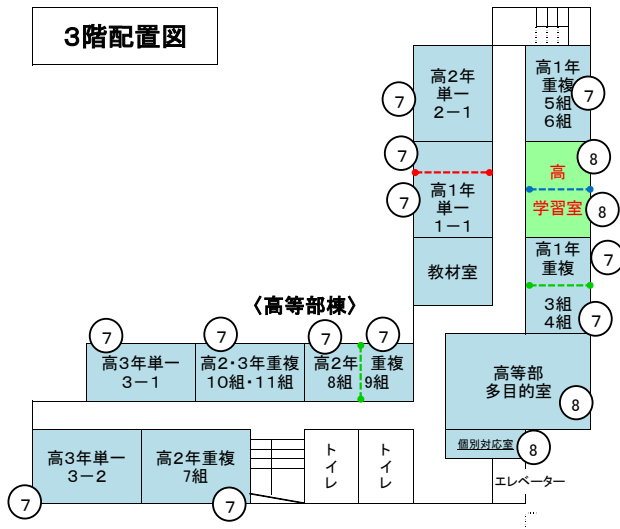 3階配置図
高2年
単一
2－1
7
高1年
重複
5組
6組
7
7
7
高1年
単一
1－1
高
学習室
8
8
教材室
高1年
重複
3組
4組
7
7
〈高等部棟〉
7
高3年単一
3－1
7
高2・3年重複
10組・11組
7
高2年
8組
7
重複
9組
高等部
多目的室
8
個別対応室
8
エレベーター
高3年単一
3－2
7
高2年重複
7組
7
トイレ
トイレ